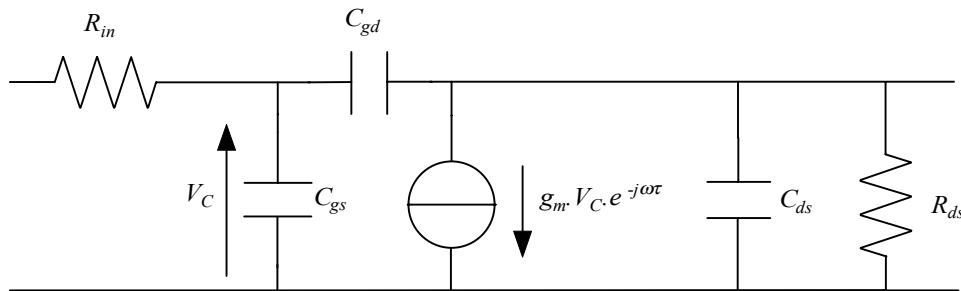 R_in
C_gd
V_C
C_gs
g_m.V_C.e^-jωτ
C_ds
R_ds